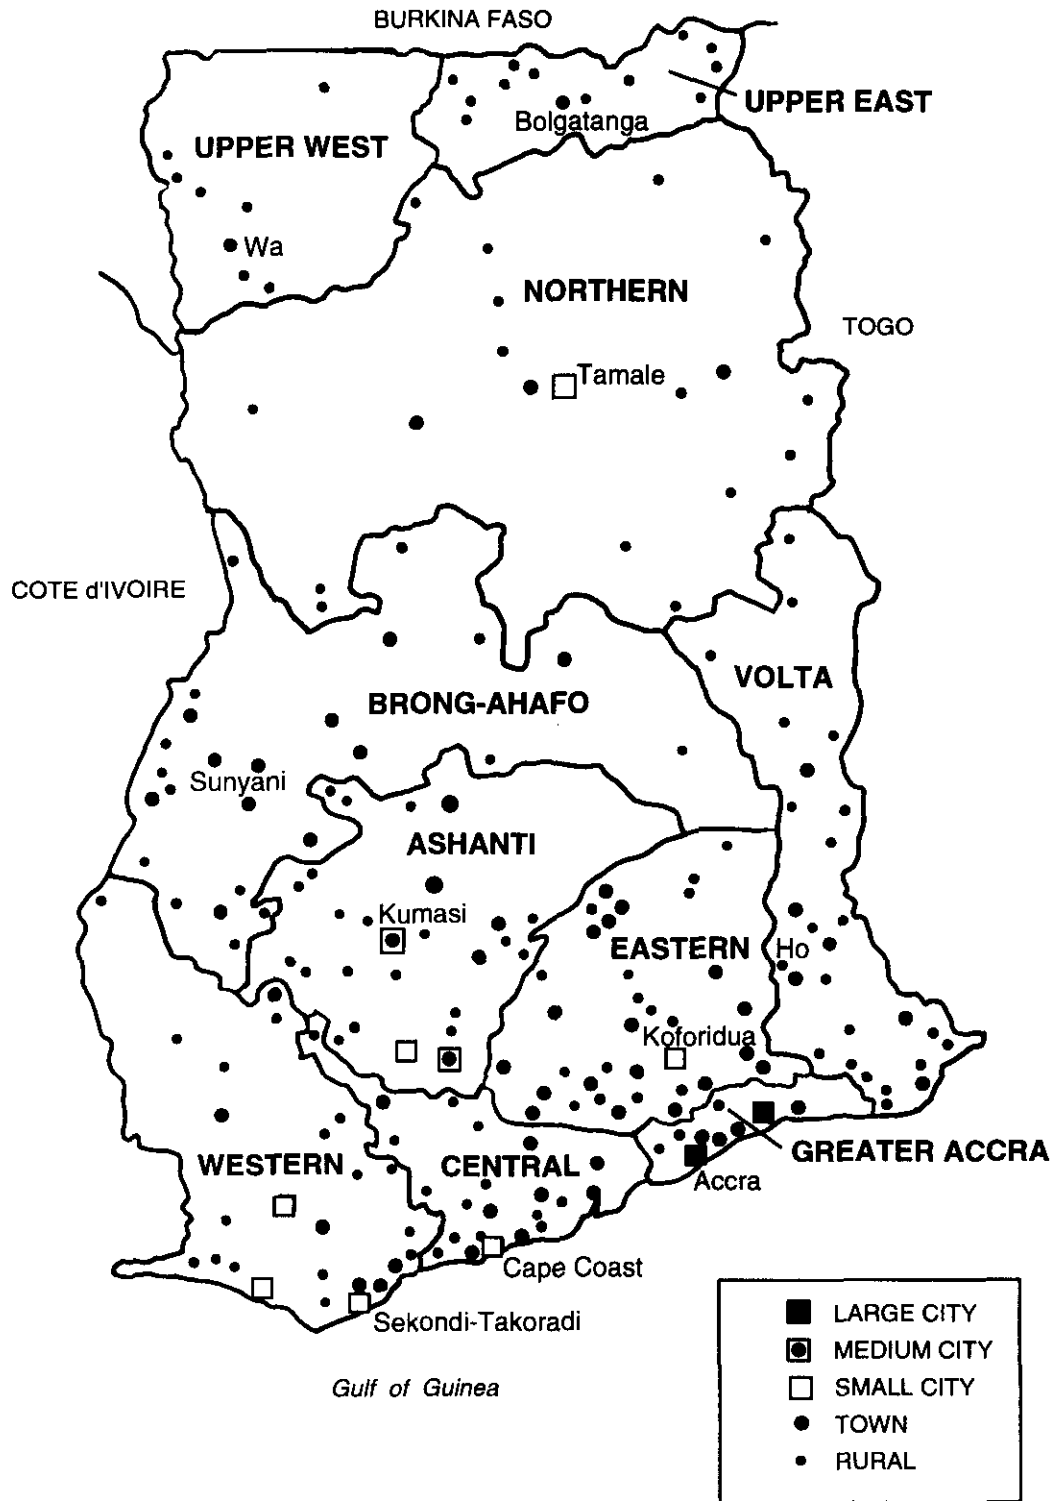 BURKINA FASO
UPPER EAST
Bolgatanga
UPPER WEST
Wa
NORTHERN
TOGO
Tamale
COTE d'IVOIRE
VOLTA
BRONG-AHAFO
Sunyani
ASHANTI
Kumasi
EASTERN
Ho
Koforidua
GREATER ACCRA
WESTERN
CENTRAL
Accra
Cape Coast
Sekondi-Takoradi
Gulf of Guinea
LARGE CITY
MEDIUM CITY
SMALL CITY
TOWN
RURAL